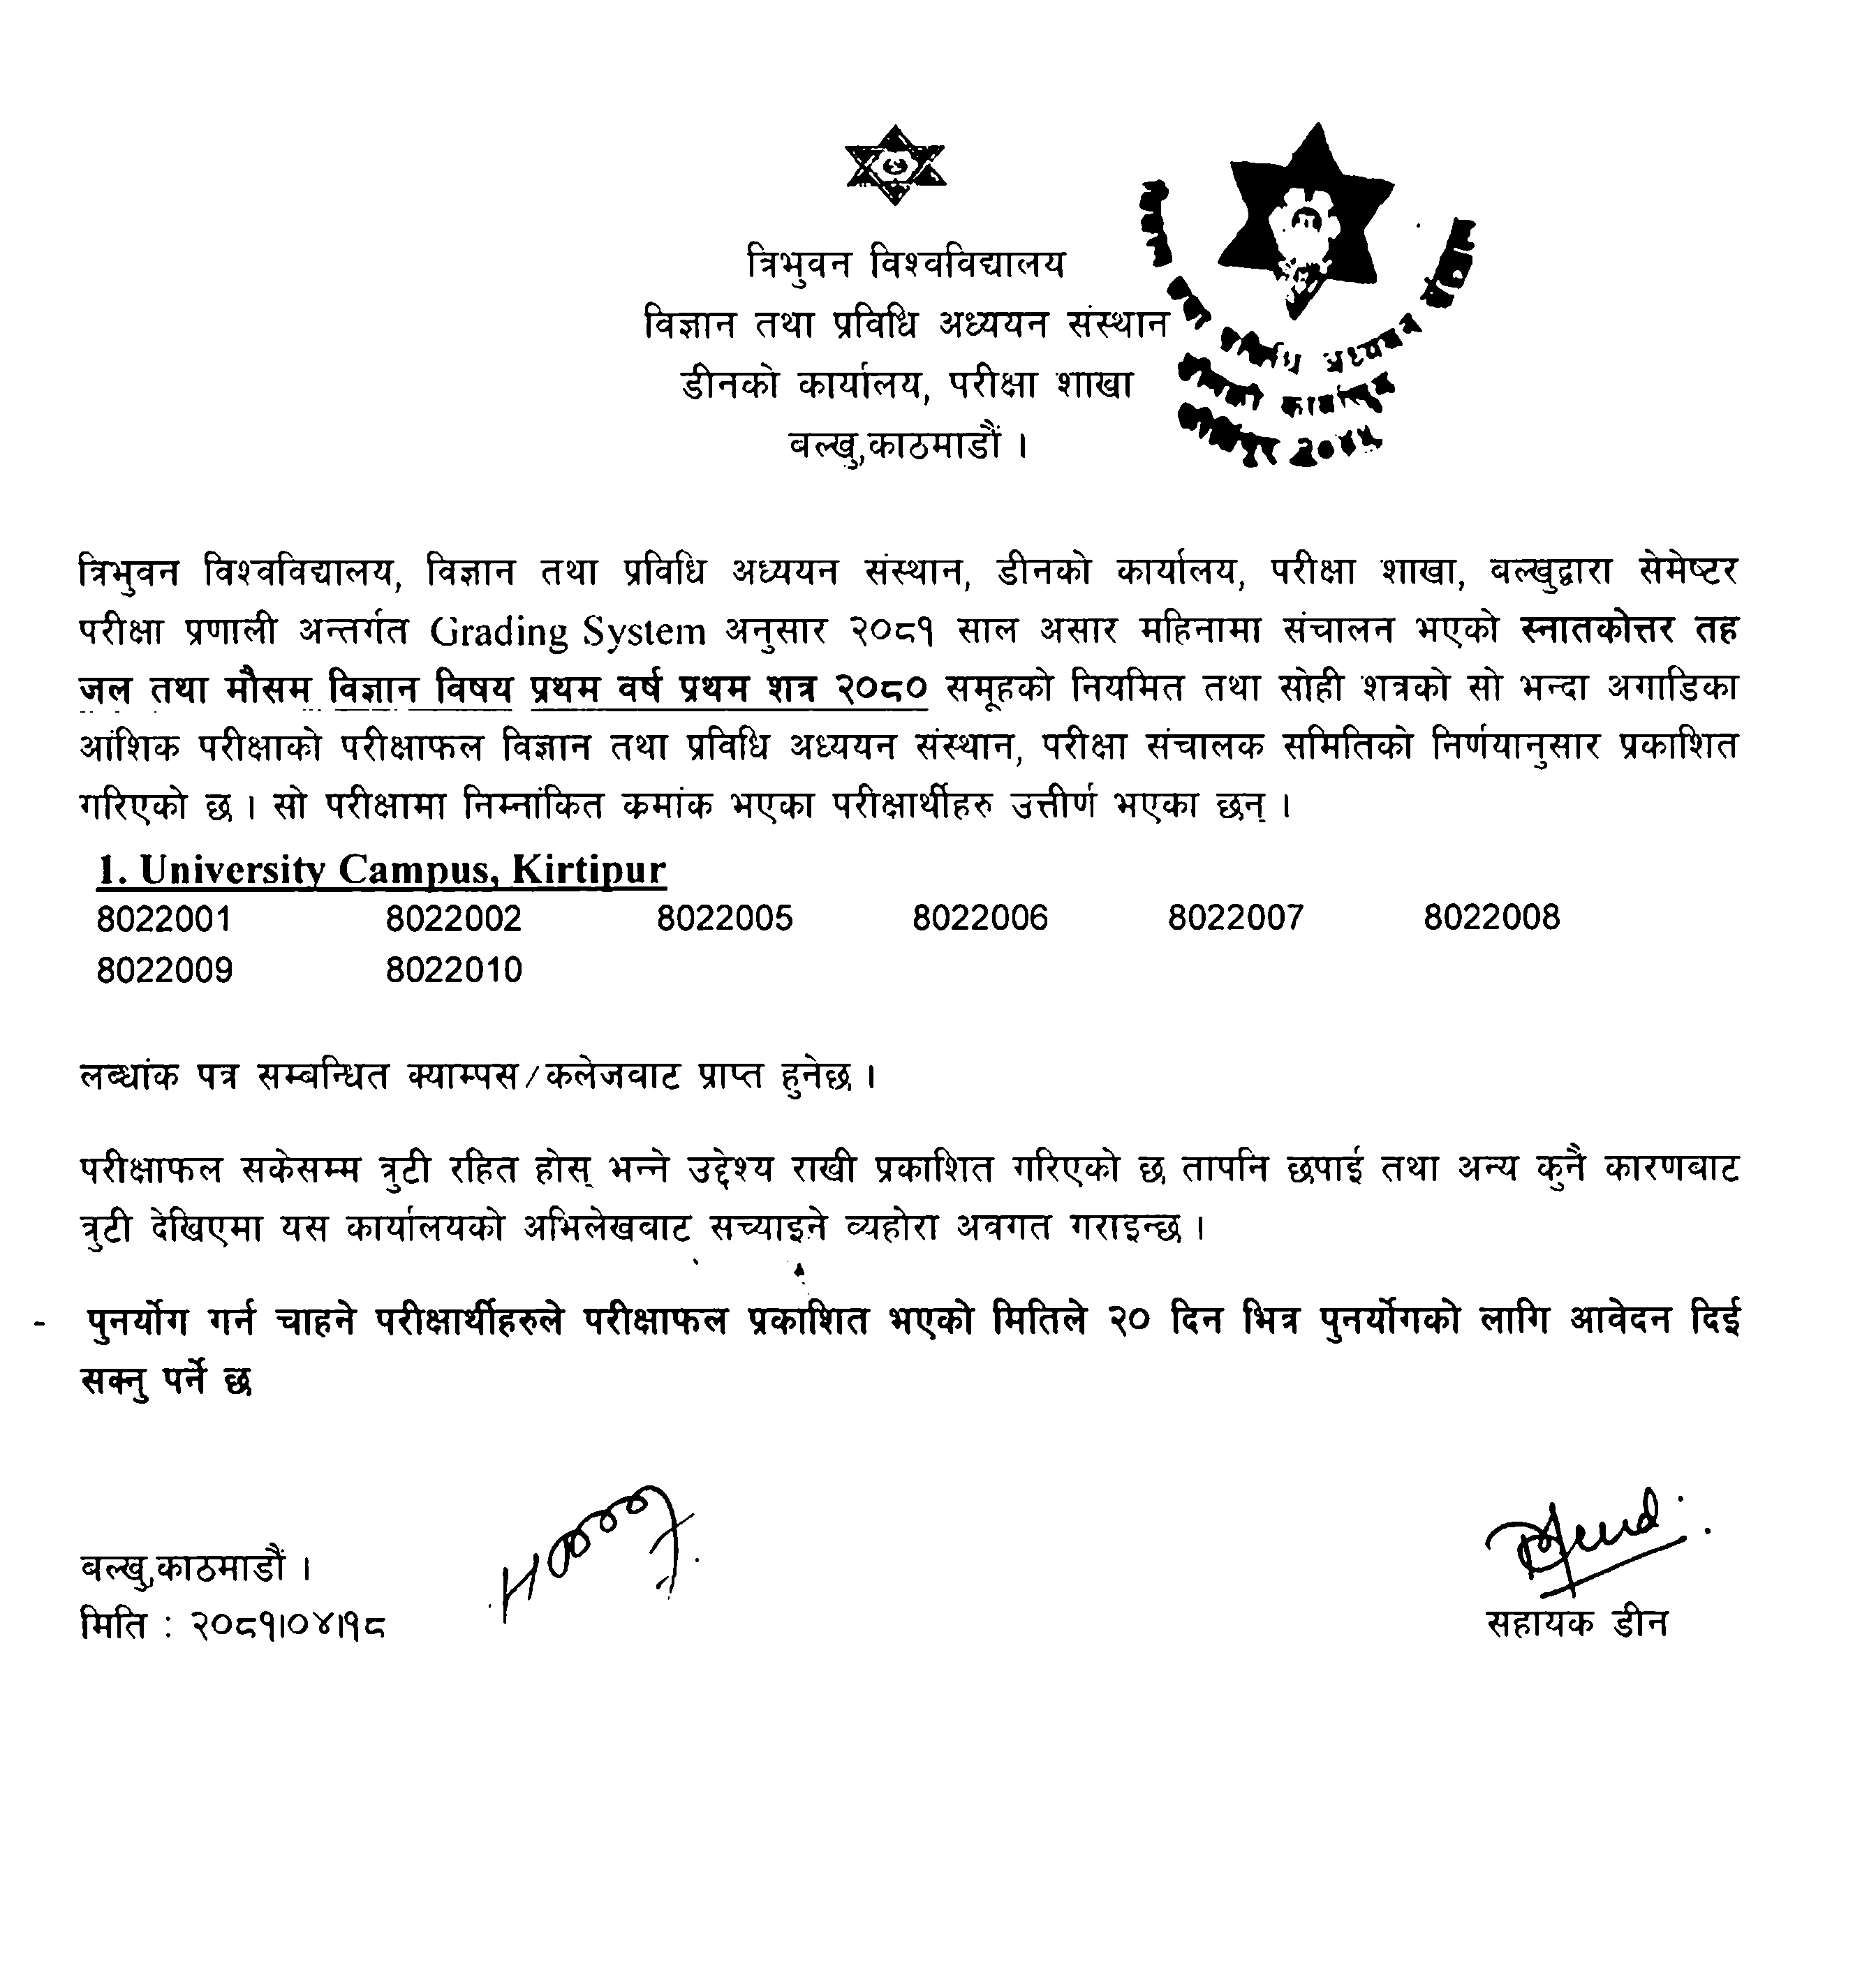 त्रिभुवन विश्वविद्यालय
विज्ञान तथा प्रविधि अध्ययन संस्थान
डीनको कार्यालय, परीक्षा शाखा
बल्खु,काठमाडौं ।
त्रिभुवन विश्वविद्यालय, विज्ञान तथा प्रविधि अध्ययन संस्थान, डीनको कार्यालय, परीक्षा शाखा, बल्खुद्वारा सेमेष्टर
परीक्षा प्रणाली अन्तर्गत Grading System अनुसार २०८१ साल असार महिनामा संचालन भएको स्नातकोत्तर तह
जल तथा मौसम विज्ञान विषय प्रथम वर्ष प्रथम शत्र २०८० समूहको नियमित तथा सोही शत्रको सो भन्दा अगाडिका
आंशिक परीक्षाको परीक्षाफल विज्ञान तथा प्रविधि अध्ययन संस्थान, परीक्षा संचालक समितिको निर्णयानुसार प्रकाशित
गरिएको छ । सो परीक्षामा निम्नांकित क्रमांक भएका परीक्षार्थीहरु उत्तीर्ण भएका छन् ।
1. University Campus, Kirtipur
8022001 8022002 8022005 8022006 8022007 8022008
8022009 8022010
लब्धांक पत्र सम्बन्धित क्याम्पस/कलेजबाट प्राप्त हुनेछ ।
परीक्षाफल सकेसम्म त्रुटी रहित होस् भन्ने उद्देश्य राखी प्रकाशित गरिएको छ तापनि छपाई तथा अन्य कुनै कारणबाट
त्रुटी देखिएमा यस कार्यालयको अभिलेखबाट सच्याइने व्यहोरा अवगत गराइन्छ ।
- पुनर्योग गर्न चाहने परीक्षार्थीहरुले परीक्षाफल प्रकाशित भएको मितिले २० दिन भित्र पुनर्योगको लागि आवेदन दिई
सक्नु पर्ने छ
बल्खु,काठमाडौं ।
मिति : २०८१।०४।१८
सहायक डीन